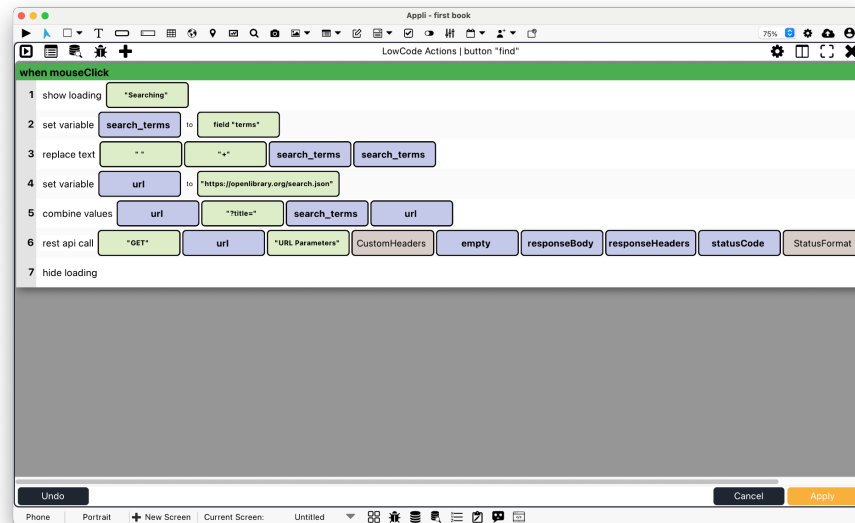 Appli - first book
T
75%
LowCode Actions | button "find"
when mouseClick
1 show loading "Searching"
2 set variable search_terms to field "terms"
3 replace text " " "+" search_terms search_terms
4 set variable url to "https://openlibrary.org/search.json"
5 combine values url "?title=" search_terms url
6 rest api call "GET" url "URL Parameters" CustomHeaders empty responseBody responseHeaders statusCode StatusFormat
7 hide loading
Undo Cancel Apply
Phone Portrait New Screen Current Screen: Untitled